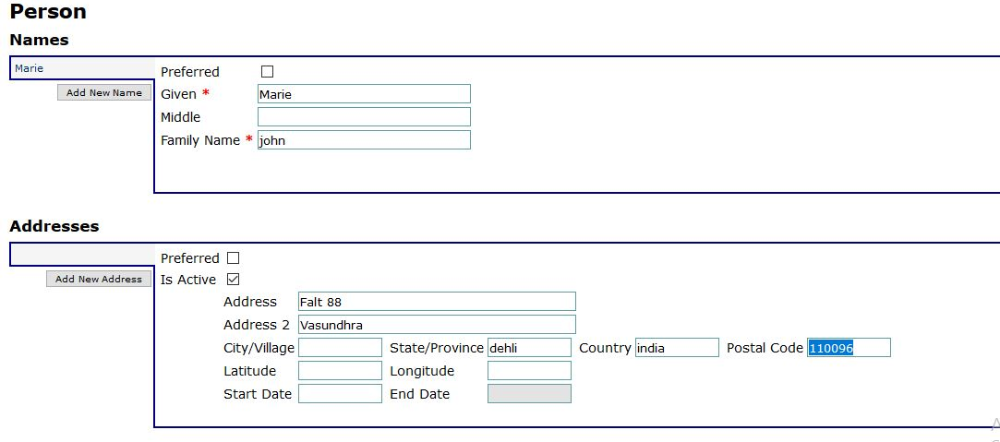 Person
Names
Marie
Preferred
Add New Name
Given * Marie
Middle
Family Name * john
Addresses
Preferred
Add New Address
Is Active
Address Falt 88
Address 2 Vasundhra
City/Village State/Province dehli Country india Postal Code 110096
Latitude Longitude
Start Date End Date